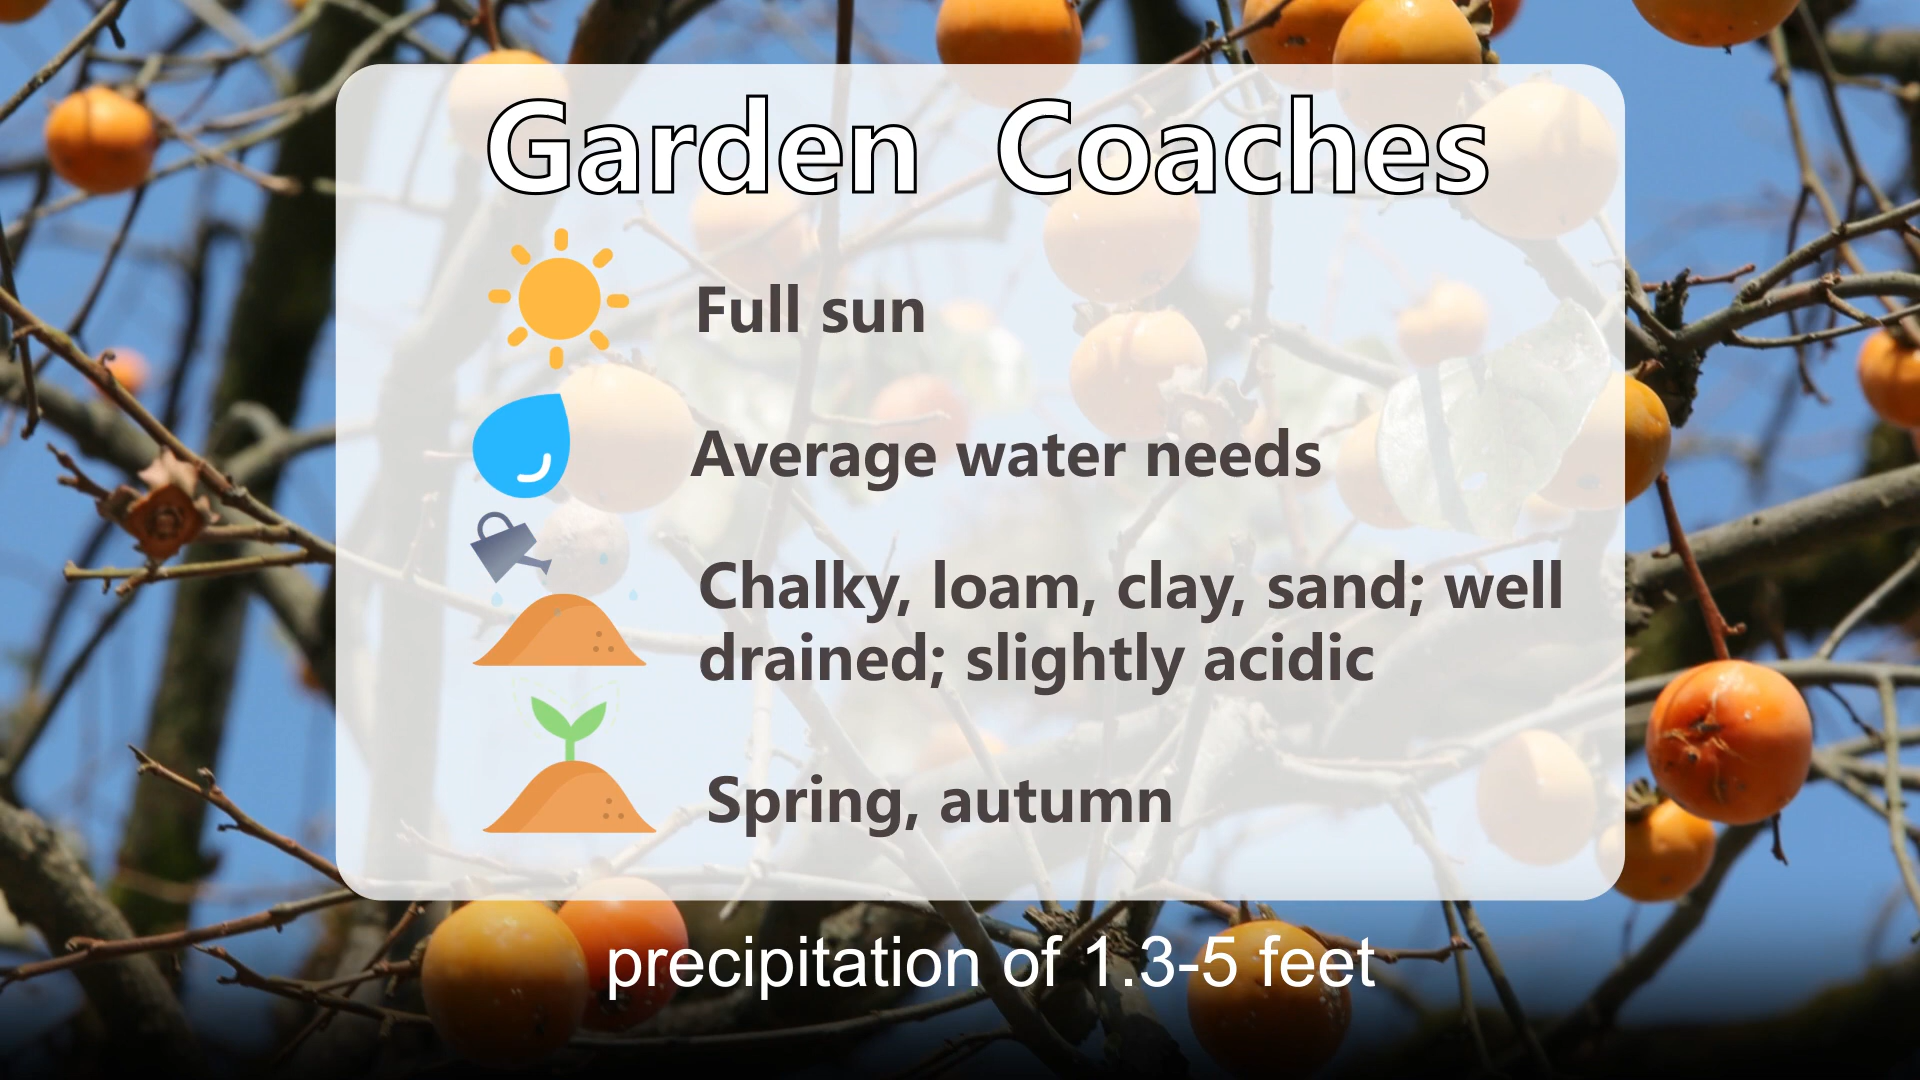 Garden Coaches
Full sun
Average water needs
Chalky, loam, clay, sand; well
drained; slightly acidic
Spring, autumn
precipitation of 1.3-5 feet